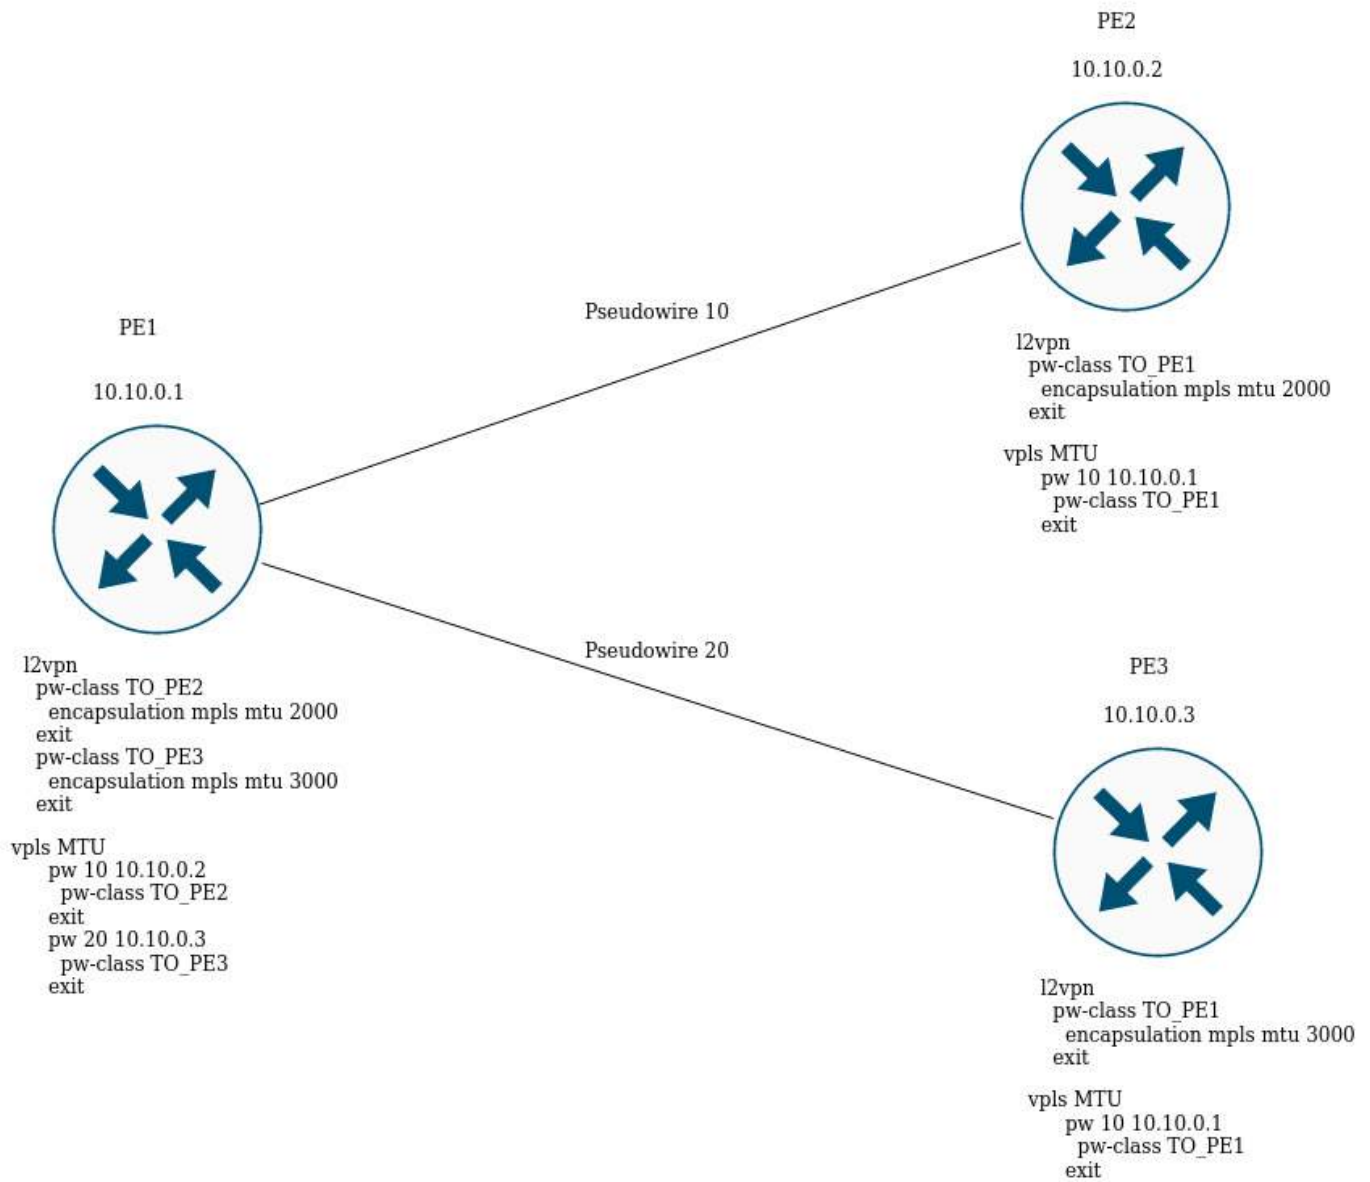 PE2
10.10.0.2
l2vpn
pw-class TO_PE1
encapsulation mpls mtu 2000
exit
vpls MTU
pw 10 10.10.0.1
pw-class TO_PE1
exit
Pseudowire 10
PE1
10.10.0.1
l2vpn
pw-class TO_PE2
encapsulation mpls mtu 2000
exit
pw-class TO_PE3
encapsulation mpls mtu 3000
exit
vpls MTU
pw 10 10.10.0.2
pw-class TO_PE2
exit
pw 20 10.10.0.3
pw-class TO_PE3
exit
Pseudowire 20
PE3
10.10.0.3
l2vpn
pw-class TO_PE1
encapsulation mpls mtu 3000
exit
vpls MTU
pw 10 10.10.0.1
pw-class TO_PE1
exit